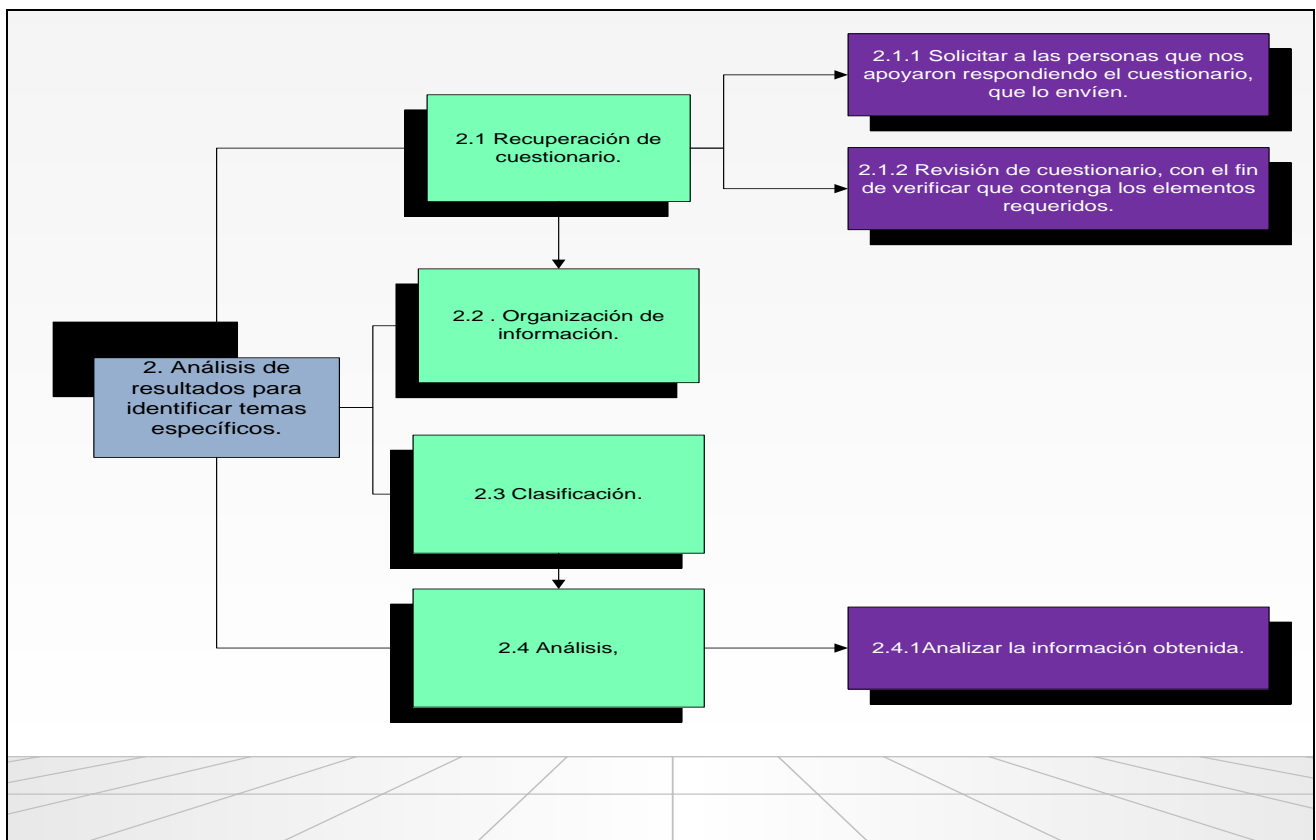 2.1.1 Solicitar a las personas que nos
apoyaron respondiendo el cuestionario,
que lo envíen.
2.1 Recuperación de
cuestionario.
2.1.2 Revisión de cuestionario, con el fin
de verificar que contenga los elementos
requeridos.
2.2 . Organización de
información.
2. Análisis de
resultados para
identificar temas
específicos.
2.3 Clasificación.
2.4 Análisis,
2.4.1Analizar la información obtenida.